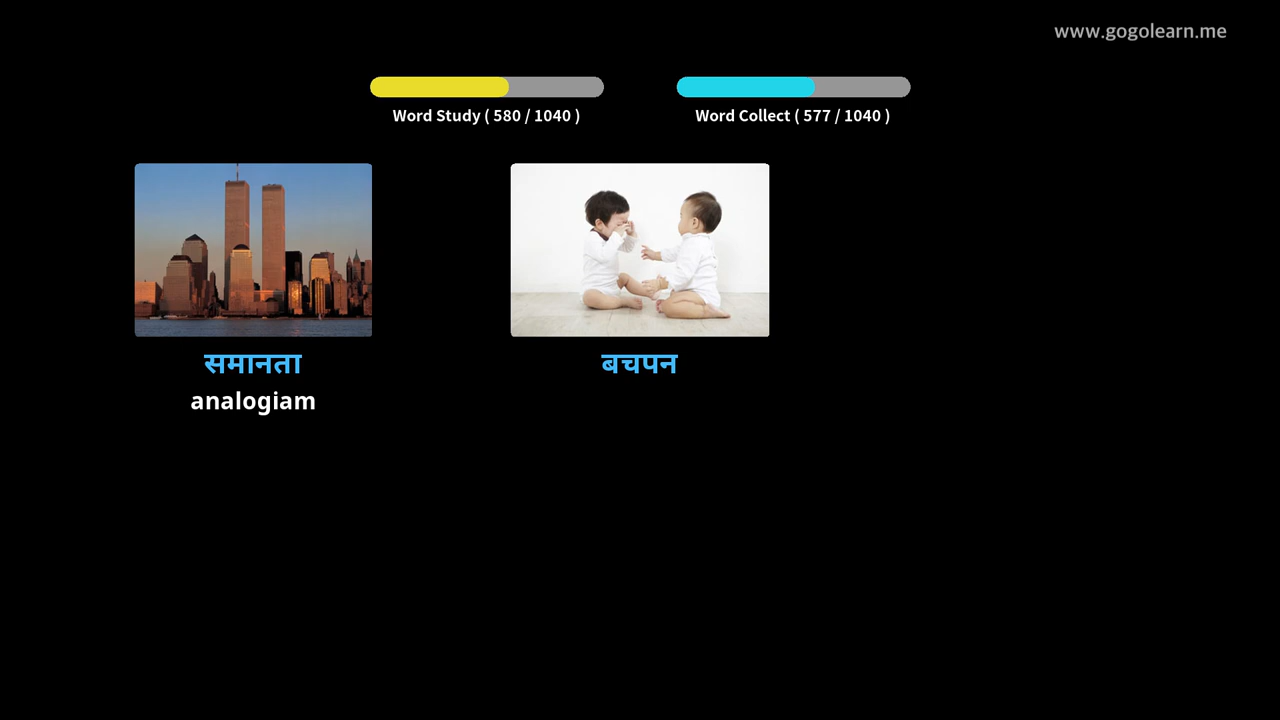 www.gogolearn.me
Word Study ( 580 / 1040 )
Word Collect ( 577 / 1040 )
समानता
बचपन
analogiam